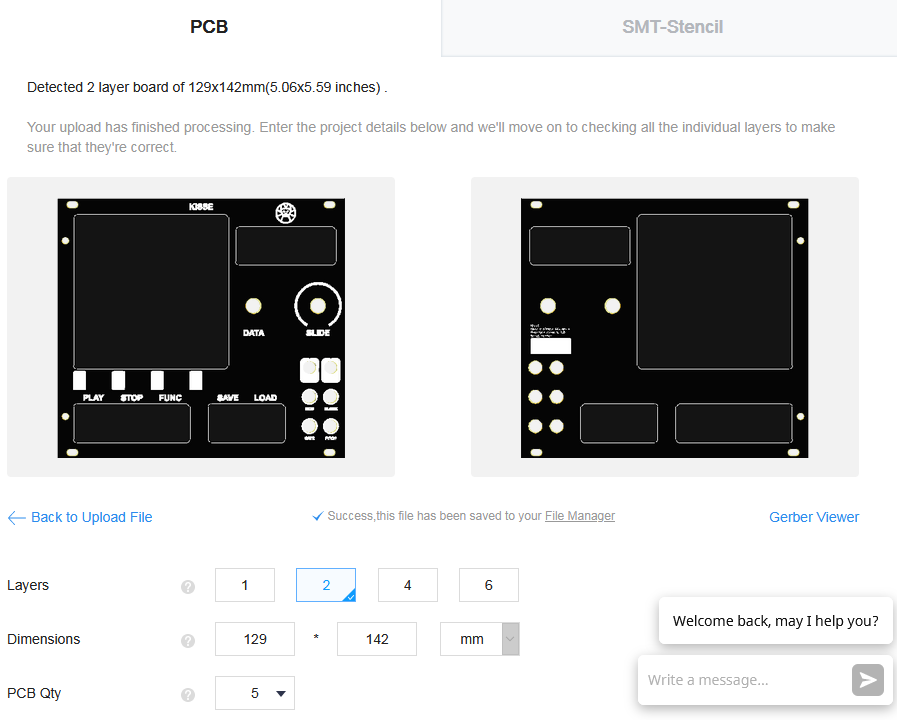 PCB
SMT-Stencil
Detected 2 layer board of 129x142mm(5.06x5.59 inches) .
Your upload has finished processing. Enter the project details below and we'll move on to checking all the individual layers to make
sure that they're correct.
KISSE
DATA
SLIDE
PLAY STOP FUNC SAVE LOAD
Back to Upload File
Success,this file has been saved to your File Manager
Gerber Viewer
Layers ? 1 2 4 6
Dimensions ? 129 * 142 mm
PCB Qty ? 5
Welcome back, may I help you?
Write a message...